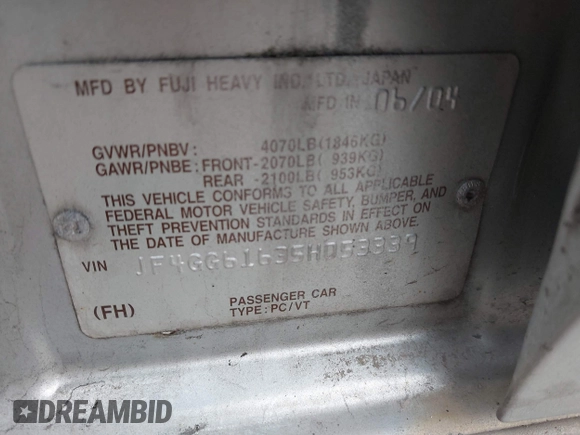 MFD BY FUJI HEAVY IND., LTD., JAPAN
MFD IN 06/04
GVWR/PNBV: 4070LB(1846KG)
GAWR/PNBE: FRONT-2070LB( 939KG)
REAR -2100LB( 953KG)
THIS VEHICLE CONFORMS TO ALL APPLICABLE
FEDERAL MOTOR VEHICLE SAFETY, BUMPER, AND
THEFT PREVENTION STANDARDS IN EFFECT ON
THE DATE OF MANUFACTURE SHOWN ABOVE.
VIN JF4GG61635H053839
(FH) PASSENGER CAR
TYPE: PC/VT
DREAMBID